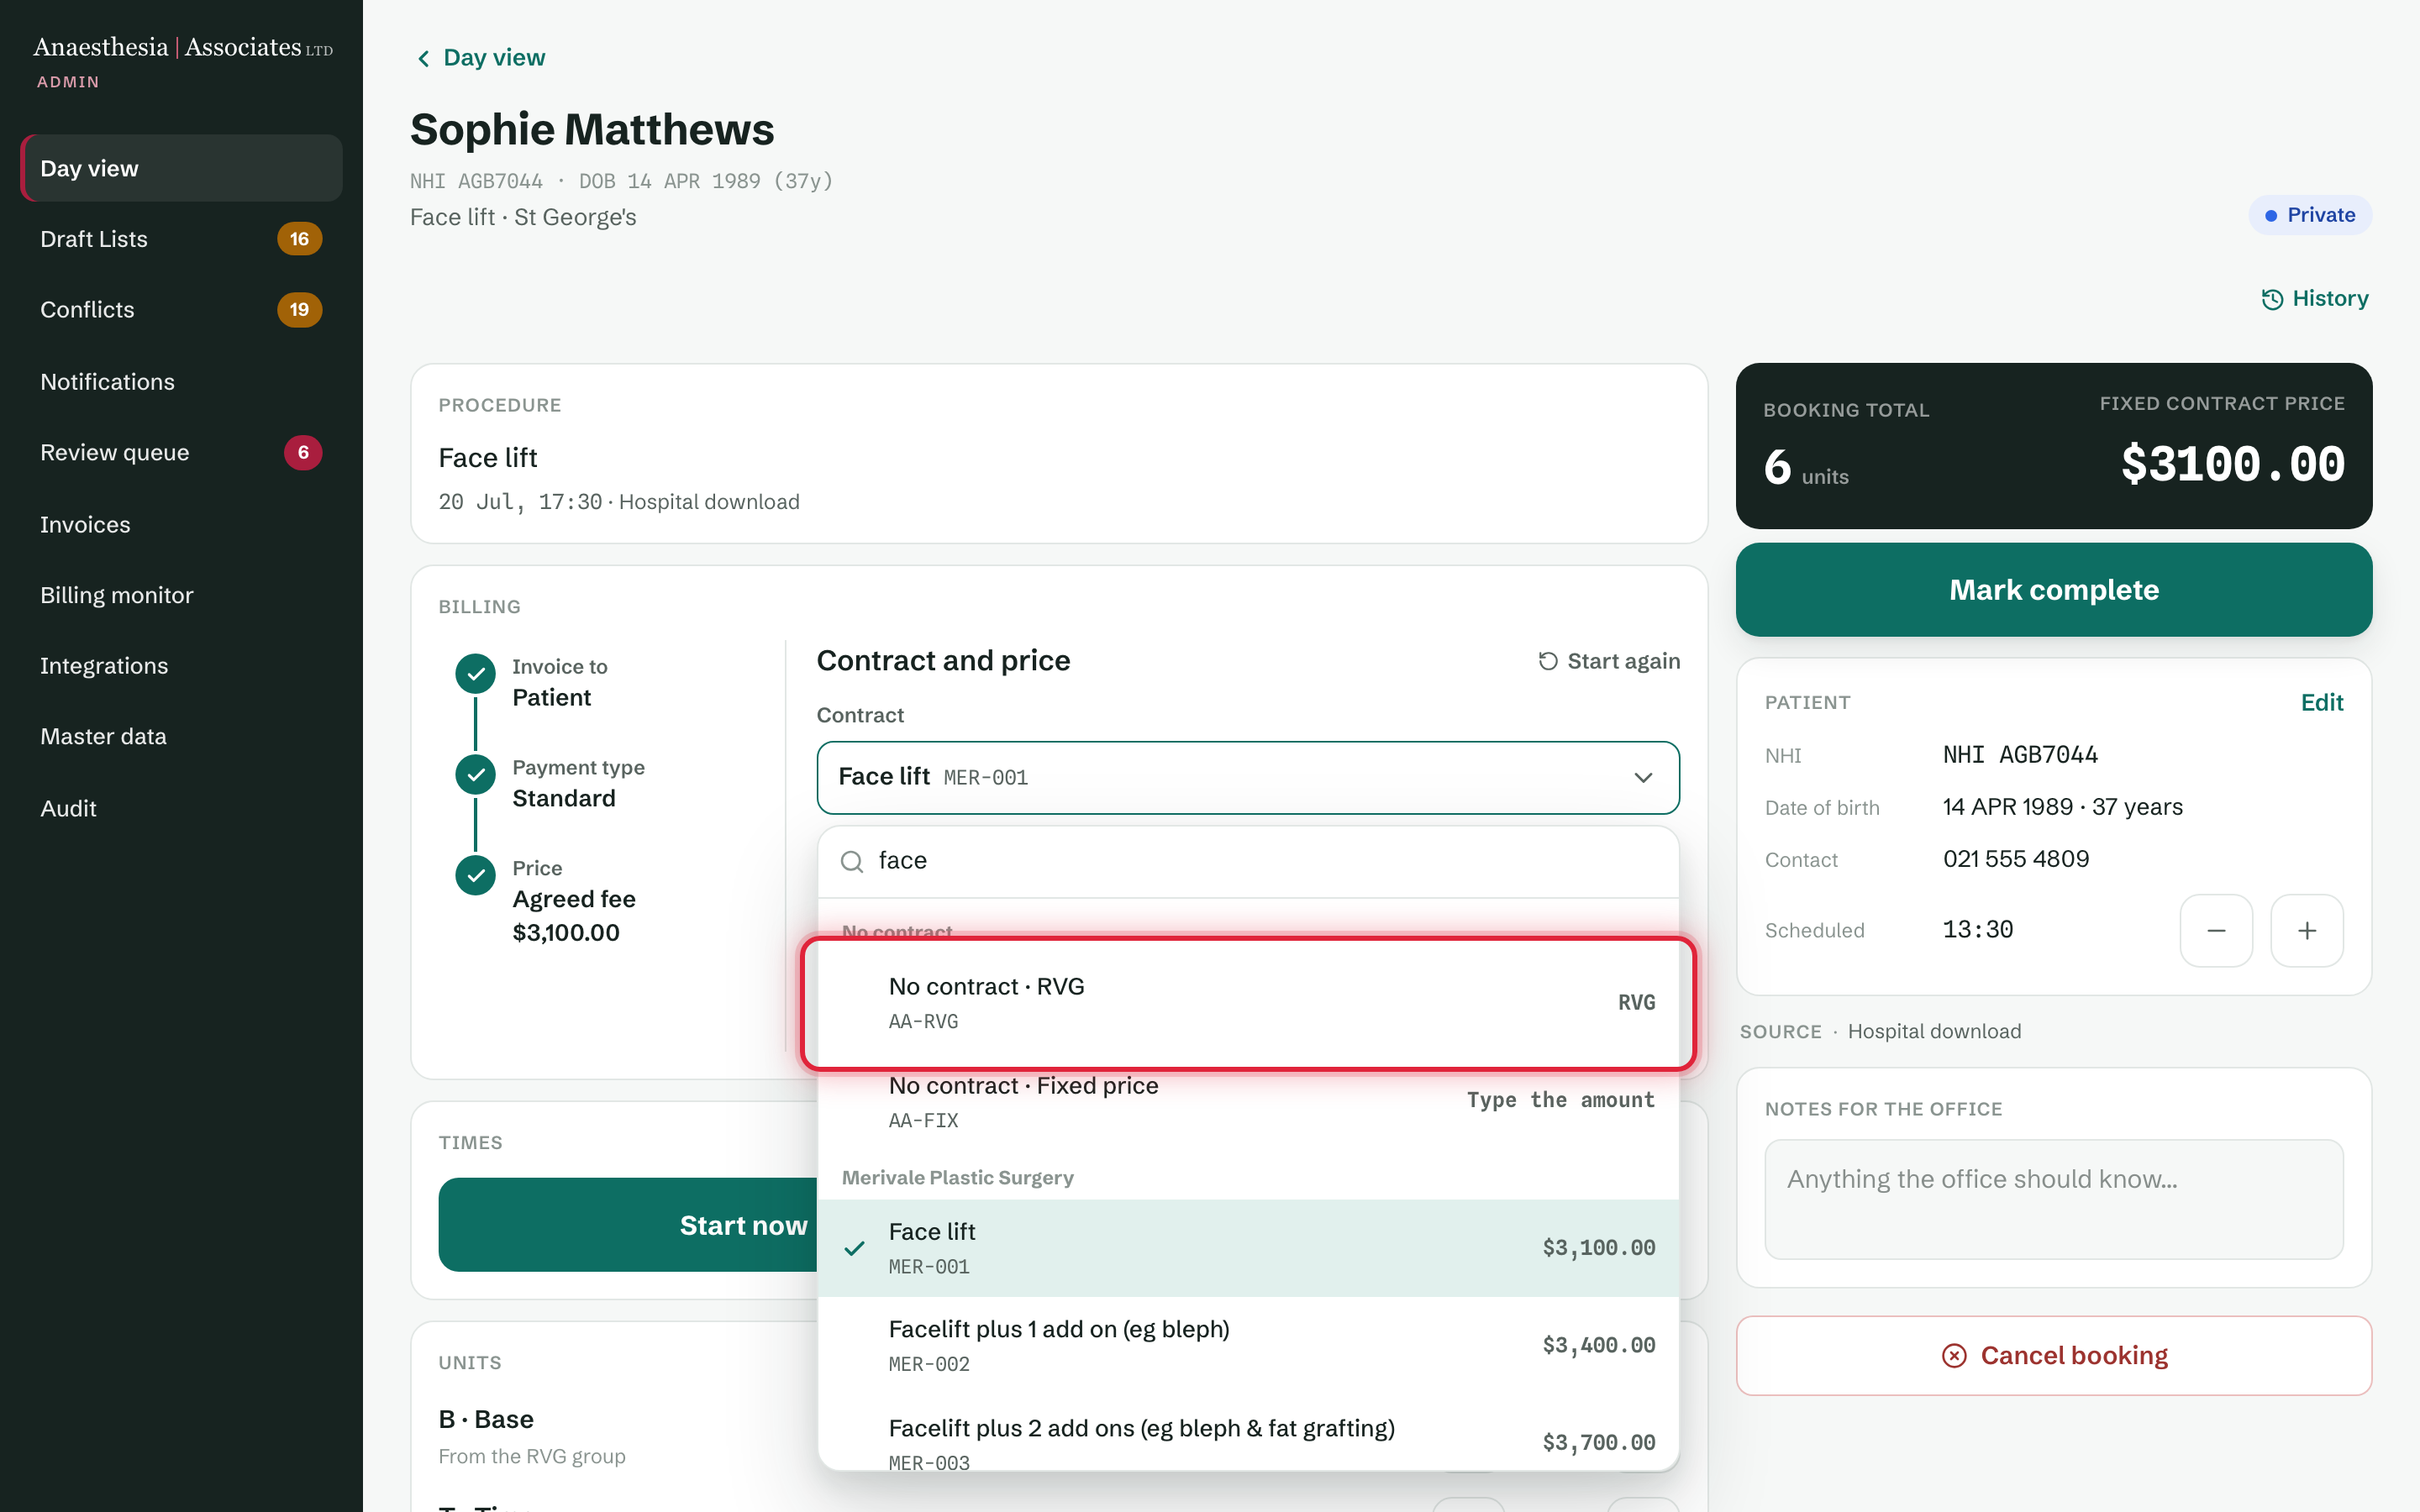 Anaesthesia | Associates LTD
ADMIN
Day view
Draft Lists 16
Conflicts 19
Notifications
Review queue 6
Invoices
Billing monitor
Integrations
Master data
Audit
Day view
Sophie Matthews
NHI AGB7044 · DOB 14 APR 1989 (37y)
Face lift · St George's
Private
History
PROCEDURE
Face lift
20 Jul, 17:30 · Hospital download
BILLING
Invoice to
Patient
Payment type
Standard
Price
Agreed fee
$3,100.00
Contract and price
Start again
Contract
Face lift MER-001
face
No contract
No contract · RVG
AA-RVG
RVG
No contract · Fixed price
AA-FIX
Type the amount
Merivale Plastic Surgery
Face lift
MER-001
$3,100.00
Facelift plus 1 add on (eg bleph)
MER-002
$3,400.00
Facelift plus 2 add ons (eg bleph & fat grafting)
MER-003
$3,700.00
TIMES
Start now
UNITS
B · Base
From the RVG group
BOOKING TOTAL
6 units
FIXED CONTRACT PRICE
$3100.00
Mark complete
PATIENT
Edit
NHI NHI AGB7044
Date of birth 14 APR 1989 · 37 years
Contact 021 555 4809
Scheduled 13:30
SOURCE · Hospital download
NOTES FOR THE OFFICE
Anything the office should know...
Cancel booking